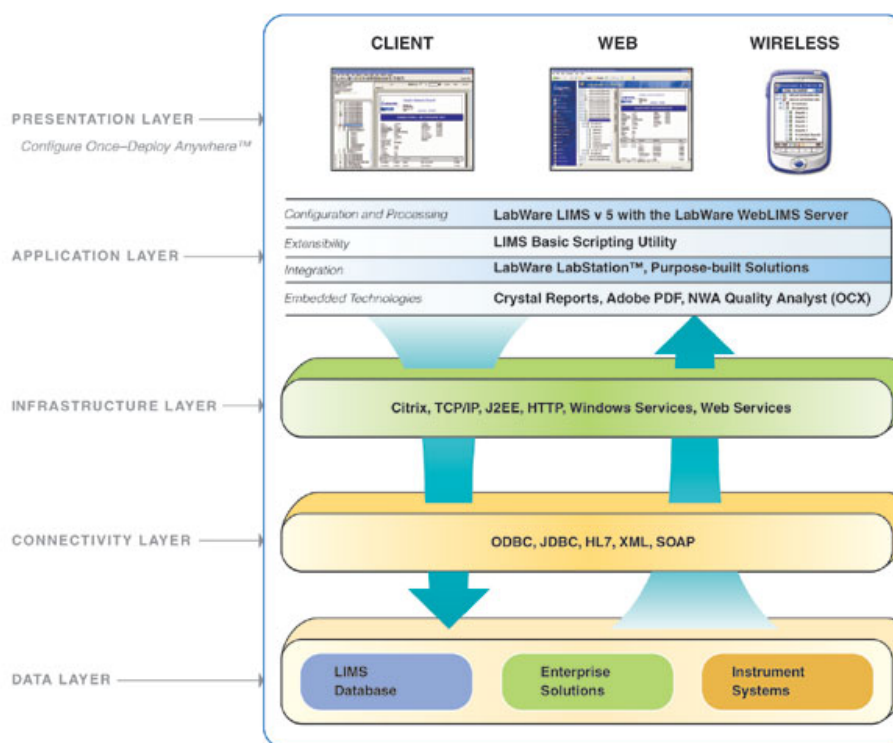 CLIENT
WEB
WIRELESS
PRESENTATION LAYER
Configure Once–Deploy Anywhere™
APPLICATION LAYER
Configuration and Processing LabWare LIMS v 5 with the LabWare WebLIMS Server
Extensibility LIMS Basic Scripting Utility
Integration LabWare LabStation™, Purpose-built Solutions
Embedded Technologies Crystal Reports, Adobe PDF, NWA Quality Analyst (OCX)
INFRASTRUCTURE LAYER
Citrix, TCP/IP, J2EE, HTTP, Windows Services, Web Services
CONNECTIVITY LAYER
ODBC, JDBC, HL7, XML, SOAP
DATA LAYER
LIMS
Database
Enterprise
Solutions
Instrument
Systems